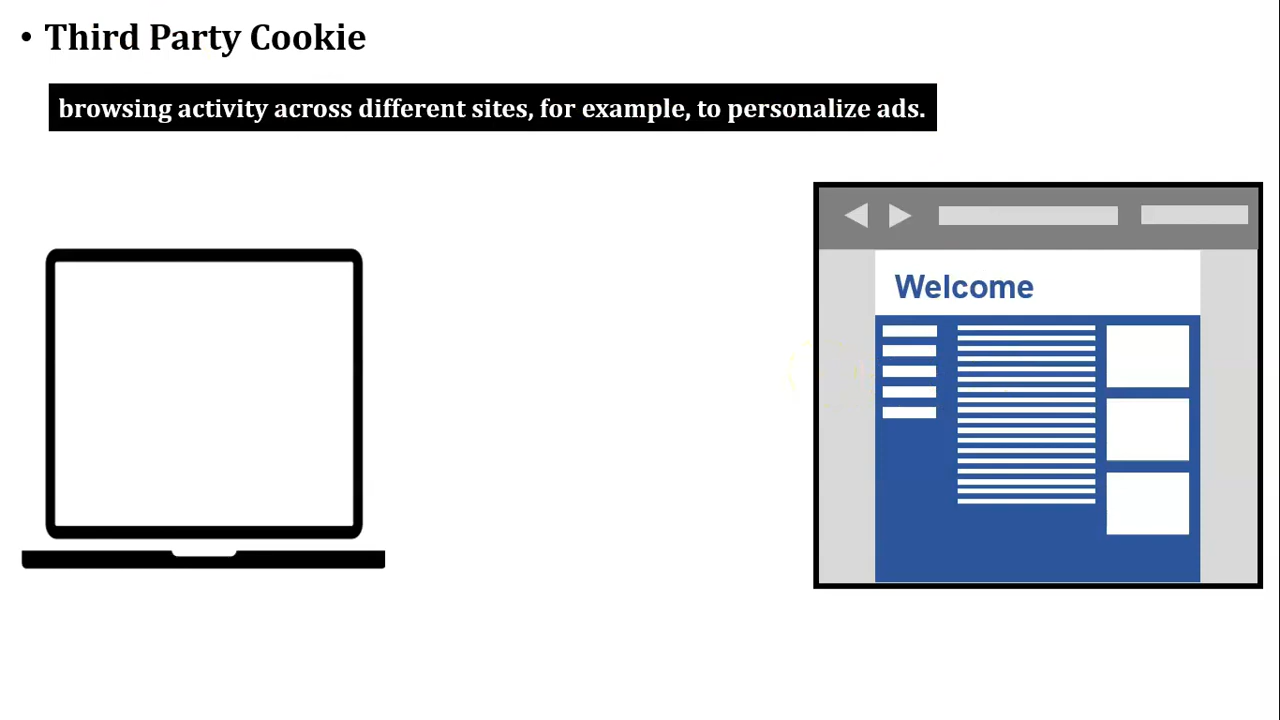 • Third Party Cookie
browsing activity across different sites, for example, to personalize ads.
Welcome